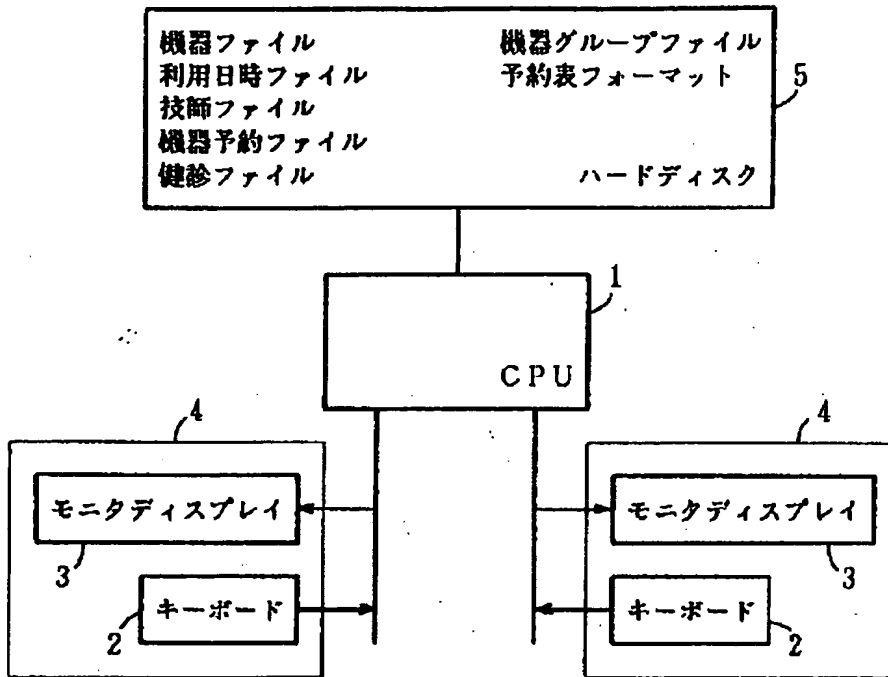 機器ファイル 機器グループファイル
利用日時ファイル 予約表フォーマット
技師ファイル
機器予約ファイル
健診ファイル ハードディスク
5
1
CPU
4 4
モニタディスプレイ モニタディスプレイ
3 3
キーボード キーボード
2 2